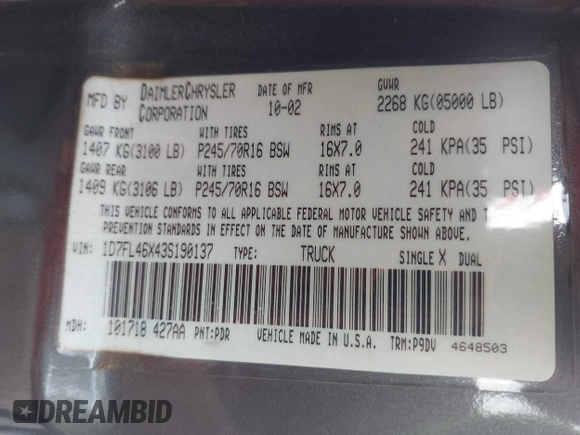 MFD BY DAIMLERCHRYSLER CORPORATION DATE OF MFR 10-02 GVWR 2268 KG(05000 LB)
GAWR FRONT WITH TIRES RIMS AT COLD
1407 KG(3100 LB) P245/70R16 BSW 16X7.0 241 KPA(35 PSI)
GAWR REAR WITH TIRES RIMS AT COLD
1409 KG(3106 LB) P245/70R16 BSW 16X7.0 241 KPA(35 PSI)
THIS VEHICLE CONFORMS TO ALL APPLICABLE FEDERAL MOTOR VEHICLE SAFETY AND T
STANDARDS IN EFFECT ON THE DATE OF MANUFACTURE SHOWN ABOVE.
VIN: 1D7FL46X43S190137 TYPE: TRUCK SINGLE X DUAL
MDH: 101718 427AA PNT:PDR VEHICLE MADE IN U.S.A. TRM:P9DV 4648503
DREAMBID